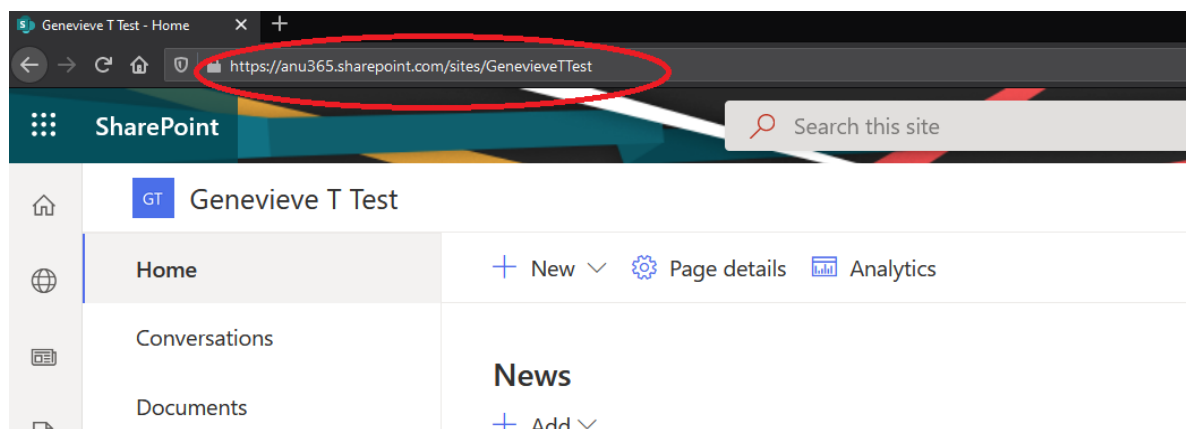 Genevieve T Test - Home
https://anu365.sharepoint.com/sites/GenevieveTTest
SharePoint
Search this site
GT Genevieve T Test
Home
New Page details Analytics
Conversations
News
Documents
Add